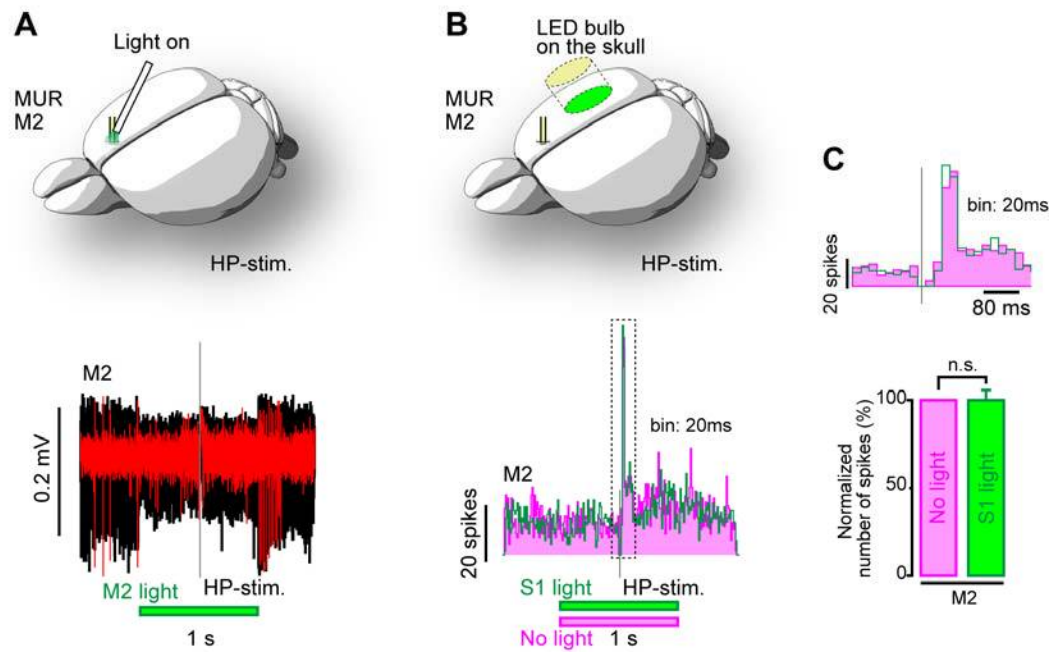 A
Light on
MUR
M2
HP-stim.
M2
0.2 mV
M2 light
HP-stim.
1 s
B
LED bulb
on the skull
MUR
M2
HP-stim.
bin: 20ms
M2
20 spikes
S1 light
HP-stim.
No light
1 s
C
bin: 20ms
20 spikes
80 ms
n.s.
100
50
0
Normalized
number of spikes (%)
No light
S1 light
M2